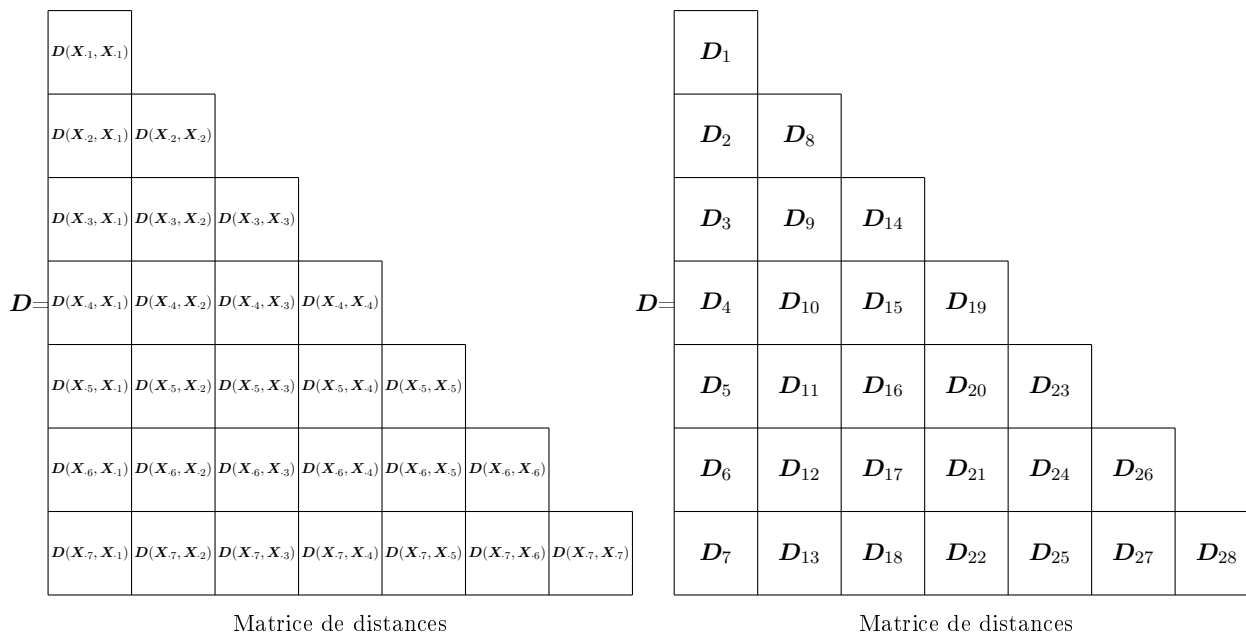 D(X.1, X.1) D1
D(X.2, X.1) D(X.2, X.2) D2 D8
D(X.3, X.1) D(X.3, X.2) D(X.3, X.3) D3 D9 D14
D= D(X.4, X.1) D(X.4, X.2) D(X.4, X.3) D(X.4, X.4) D= D4 D10 D15 D19
D(X.5, X.1) D(X.5, X.2) D(X.5, X.3) D(X.5, X.4) D(X.5, X.5) D5 D11 D16 D20 D23
D(X.6, X.1) D(X.6, X.2) D(X.6, X.3) D(X.6, X.4) D(X.6, X.5) D(X.6, X.6) D6 D12 D17 D21 D24 D26
D(X.7, X.1) D(X.7, X.2) D(X.7, X.3) D(X.7, X.4) D(X.7, X.5) D(X.7, X.6) D(X.7, X.7) D7 D13 D18 D22 D25 D27 D28
Matrice de distances Matrice de distances